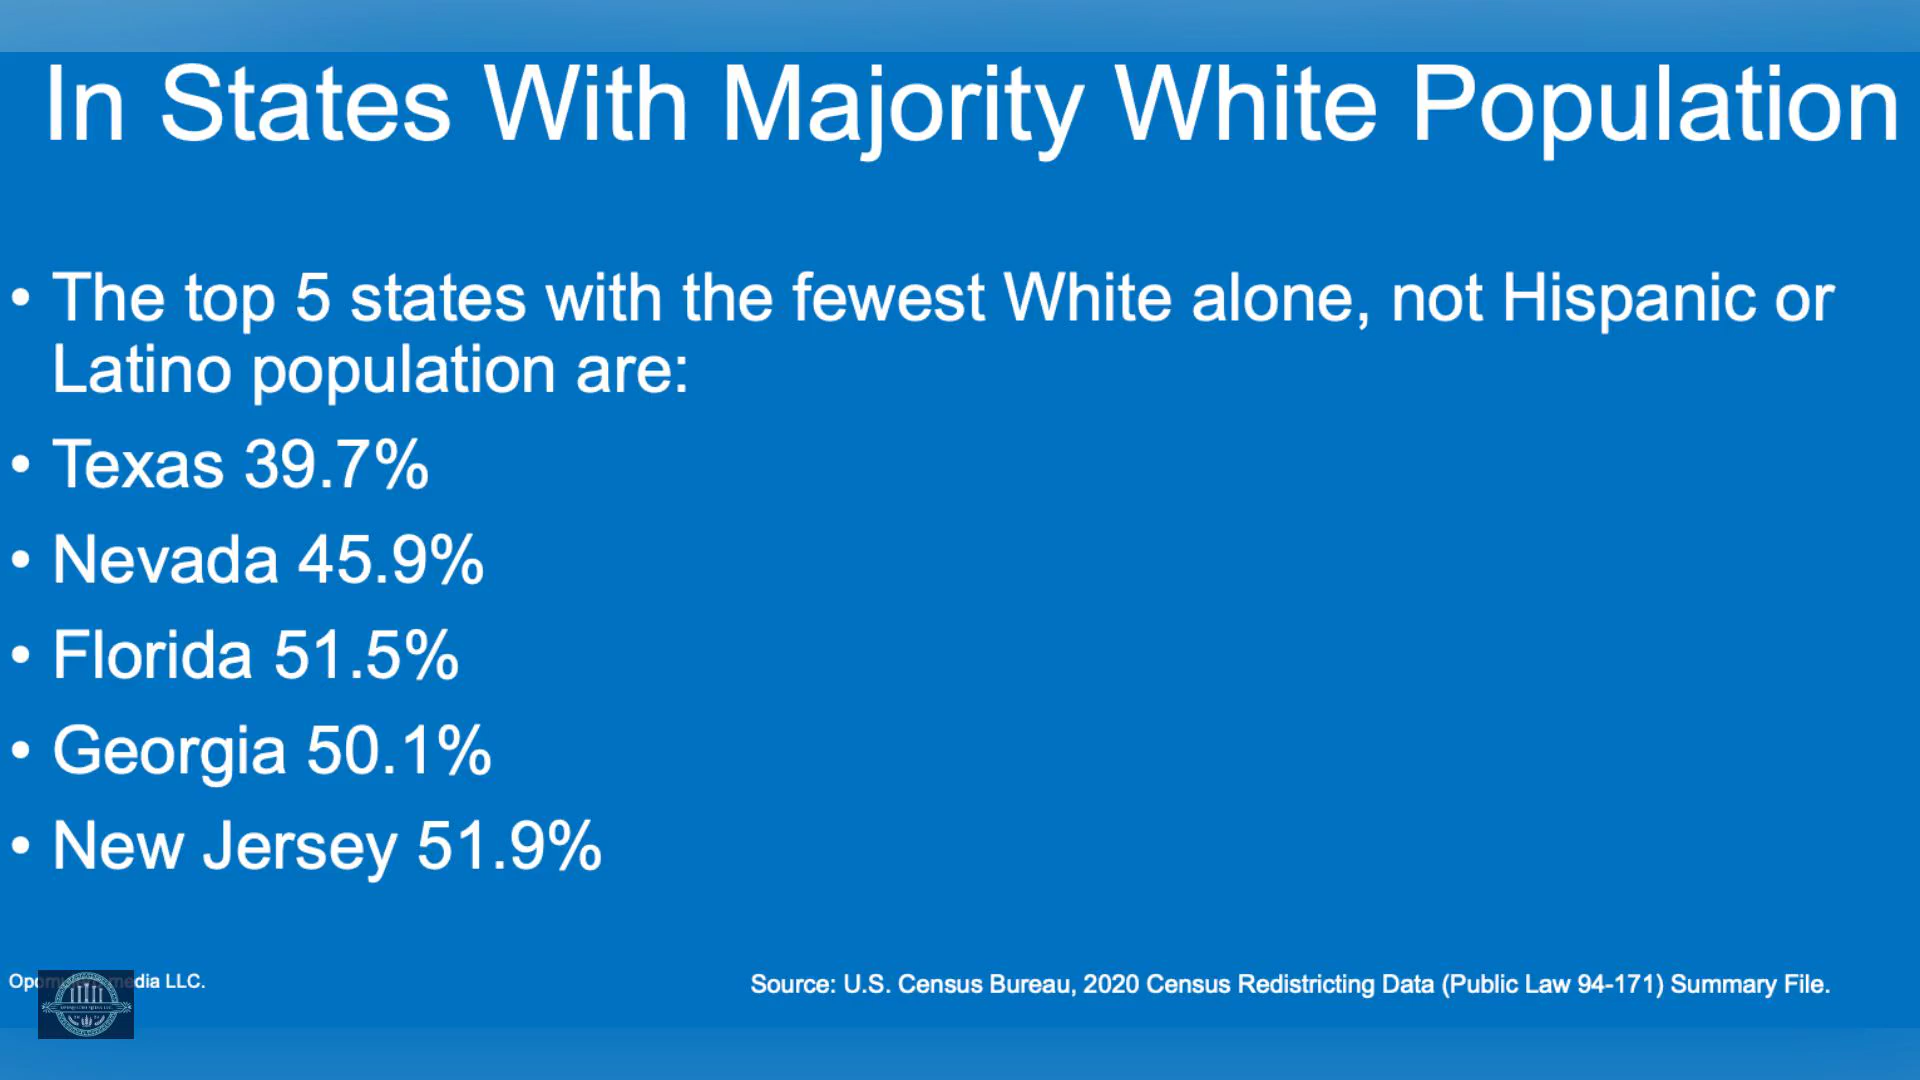 In States With Majority White Population
• The top 5 states with the fewest White alone, not Hispanic or
Latino population are:
• Texas 39.7%
• Nevada 45.9%
• Florida 51.5%
• Georgia 50.1%
• New Jersey 51.9%
dia LLC.
Source: U.S. Census Bureau, 2020 Census Redistricting Data (Public Law 94-171) Summary File.